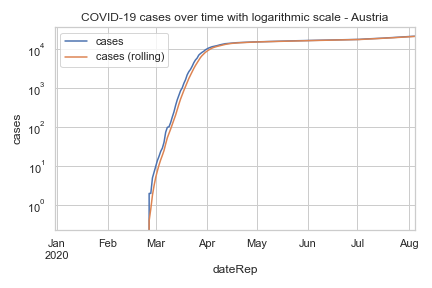 COVID-19 cases over time with logarithmic scale - Austria
cases
cases (rolling)
10⁴
10³
10²
10¹
10⁰
cases
Jan Feb Mar Apr May Jun Jul Aug
2020
dateRep